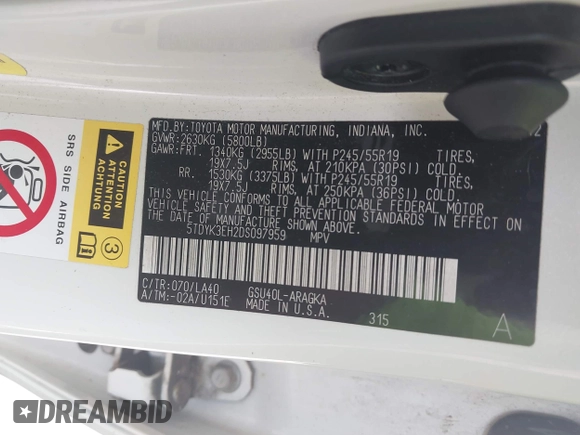 MFD.BY:TOYOTA MOTOR MANUFACTURING, INDIANA, INC.
GVWR:2630KG (5800LB)
GAWR:FRT. 1340KG (2955LB) WITH P245/55R19 TIRES,
19X7.5J RIMS, AT 210KPA (30PSI) COLD.
RR. 1530KG (3375LB) WITH P245/55R19 TIRES,
19X7.5J RIMS, AT 250KPA (36PSI) COLD.
THIS VEHICLE CONFORMS TO ALL APPLICABLE FEDERAL MOTOR
VEHICLE SAFETY AND THEFT PREVENTION STANDARDS IN
EFFECT ON THE DATE OF MANUFACTURE SHOWN ABOVE.
5TDYK3EH2DS097959 MPV
C/TR:070/LA40 GSU40L-ARAGKA
A/TM:-02A/U151E MADE IN U.S.A.
315 A
SRS SIDE AIRBAG
CAUTION
ATTENTION
ACHTUNG
3
DREAMBID